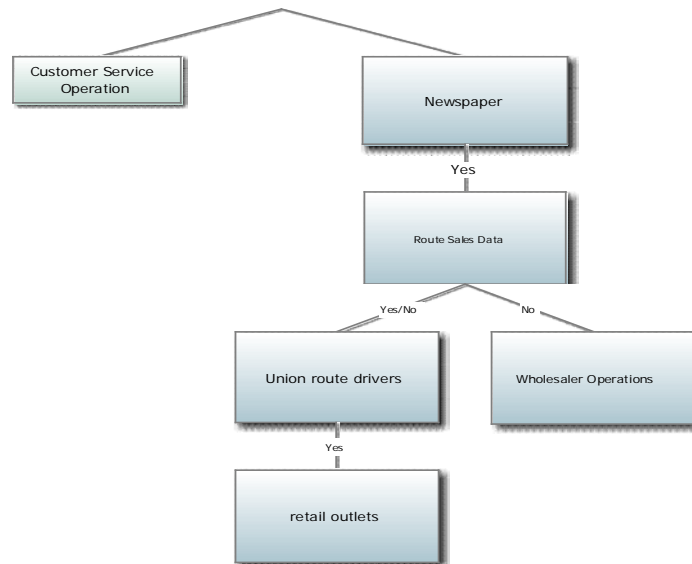 Customer Service
Operation
Newspaper
Yes
Route Sales Data
Yes/No
No
Union route drivers
Wholesaler Operations
Yes
retail outlets